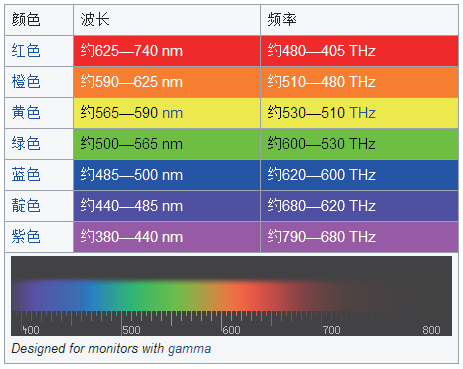 颜色 波长 频率
红色 约625—740 nm 约480—405 THz
橙色 约590—625 nm 约510—480 THz
黄色 约565—590 nm 约530—510 THz
绿色 约500—565 nm 约600—530 THz
蓝色 约485—500 nm 约620—600 THz
靛色 约440—485 nm 约680—620 THz
紫色 约380—440 nm 约790—680 THz
400 500 600 700 800
Designed for monitors with gamma